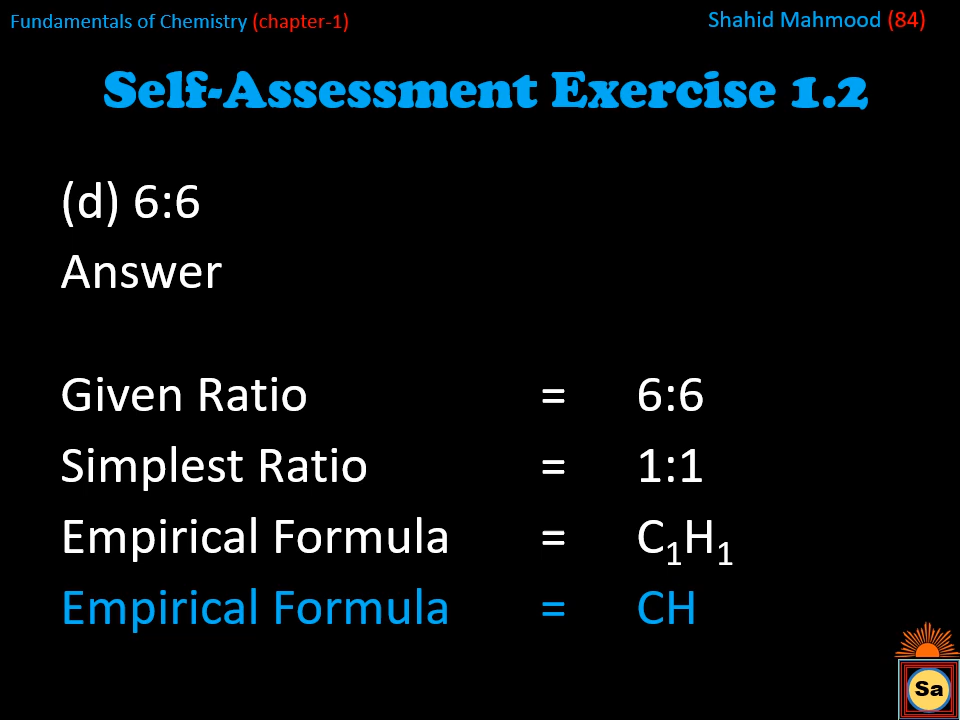 Fundamentals of Chemistry (chapter-1) Shahid Mahmood (84)
Self-Assessment Exercise 1.2
(d) 6:6
Answer
Given Ratio = 6:6
Simplest Ratio = 1:1
Empirical Formula = C₁H₁
Empirical Formula = CH
Sa